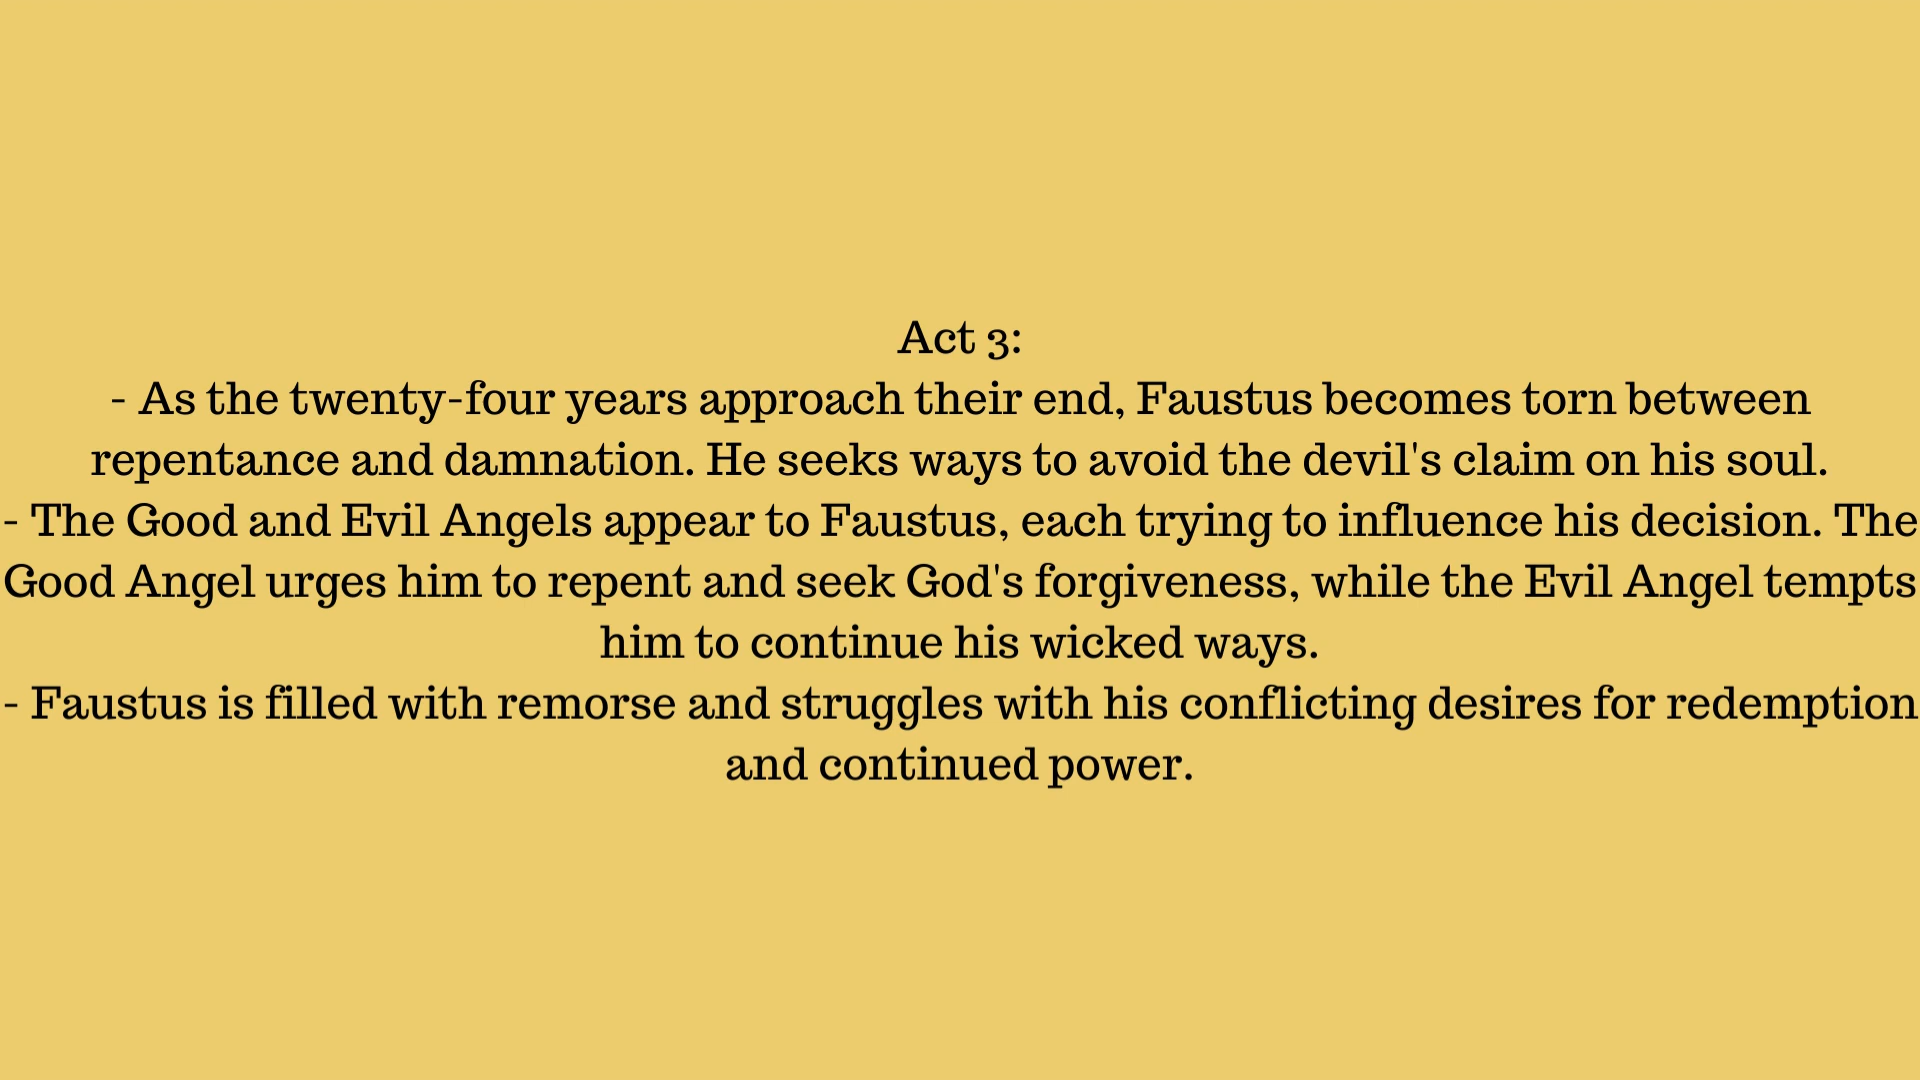 Act 3:
- As the twenty-four years approach their end, Faustus becomes torn between
repentance and damnation. He seeks ways to avoid the devil's claim on his soul.
- The Good and Evil Angels appear to Faustus, each trying to influence his decision. The
Good Angel urges him to repent and seek God's forgiveness, while the Evil Angel tempts
him to continue his wicked ways.
- Faustus is filled with remorse and struggles with his conflicting desires for redemption
and continued power.